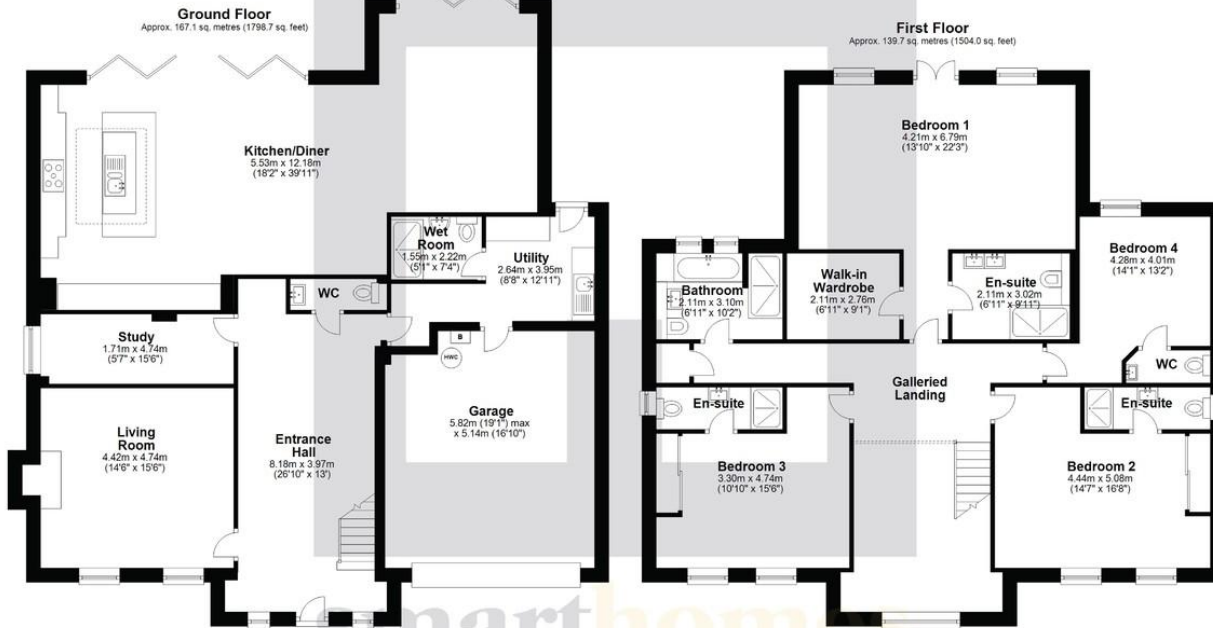 Ground Floor
Approx. 167.1 sq. metres (1798.7 sq. feet)
Kitchen/Diner
5.53m x 12.18m
(18'2" x 39'11")
Wet
Room
1.55m x 2.22m
(5'1" x 7'4")
Utility
2.64m x 3.95m
(8'8" x 12'11")
WC
Study
1.71m x 4.74m
(5'7" x 15'6")
B
HWC
Living
Room
4.42m x 4.74m
(14'6" x 15'6")
Entrance
Hall
8.18m x 3.97m
(26'10" x 13')
Garage
5.82m (19'1") max
x 5.14m (16'10")
First Floor
Approx. 139.7 sq. metres (1504.0 sq. feet)
Bedroom 1
4.21m x 6.79m
(13'10" x 22'3")
Bedroom 4
4.28m x 4.01m
(14'1" x 13'2")
Bathroom
2.11m x 3.10m
(6'11" x 10'2")
Walk-in
Wardrobe
2.11m x 2.76m
(6'11" x 9'1")
En-suite
2.11m x 3.02m
(6'11" x 9'11")
WC
Galleried
Landing
En-suite
En-suite
Bedroom 3
3.30m x 4.74m
(10'10" x 15'6")
Bedroom 2
4.44m x 5.08m
(14'7" x 16'8")
smarthomes